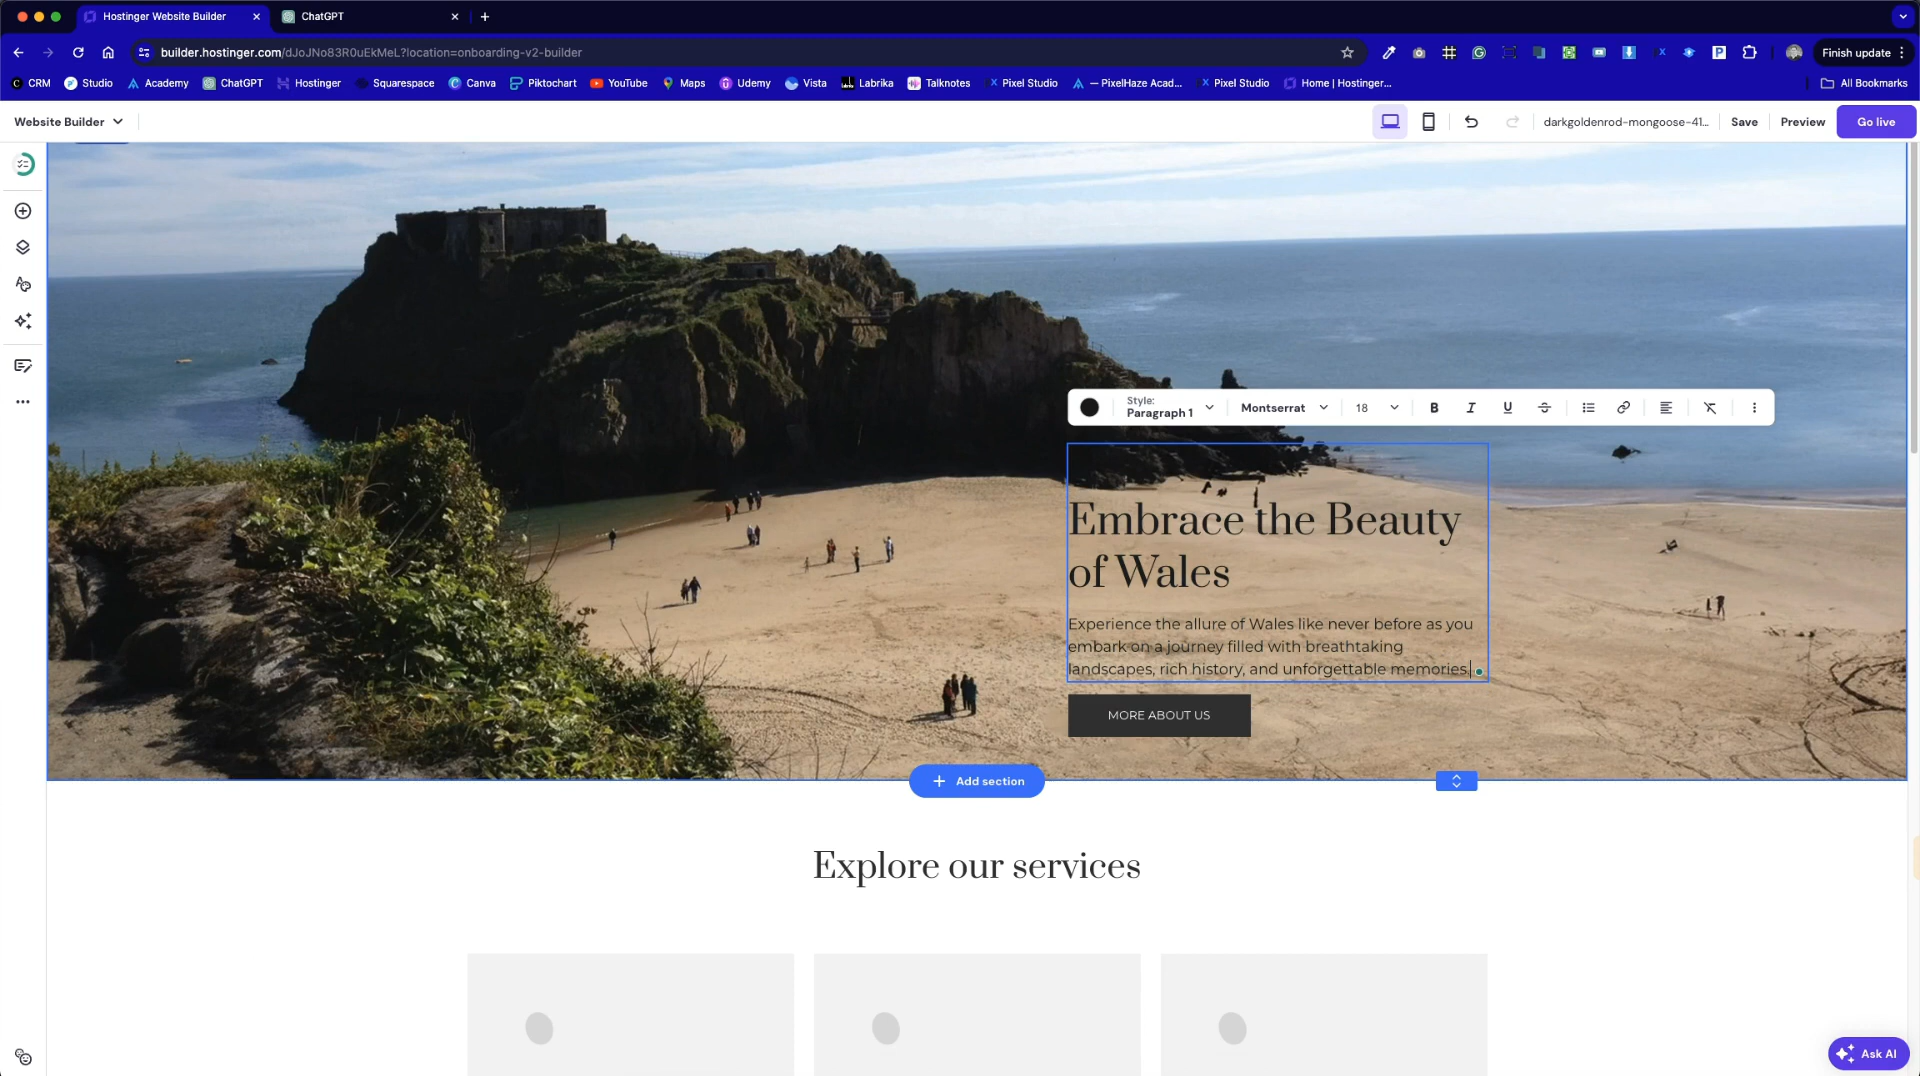 Hostinger Website Builder
ChatGPT
builder.hostinger.com/dJoJNo83R0uEkMeL?location=onboarding-v2-builder
Finish update
CRM
Studio
Academy
ChatGPT
Hostinger
Squarespace
Canva
Piktochart
YouTube
Maps
Udemy
Vista
Labrika
Talknotes
Pixel Studio
— PixelHaze Acad...
Pixel Studio
Home | Hostinger...
All Bookmarks
Website Builder
darkgoldenrod-mongoose-41...
Save
Preview
Go live
Style:
Paragraph 1
Montserrat
18
B
I
U
S
Embrace the Beauty
of Wales
Experience the allure of Wales like never before as you
embark on a journey filled with breathtaking
landscapes, rich history, and unforgettable memories.
MORE ABOUT US
Add section
Explore our services
Ask AI